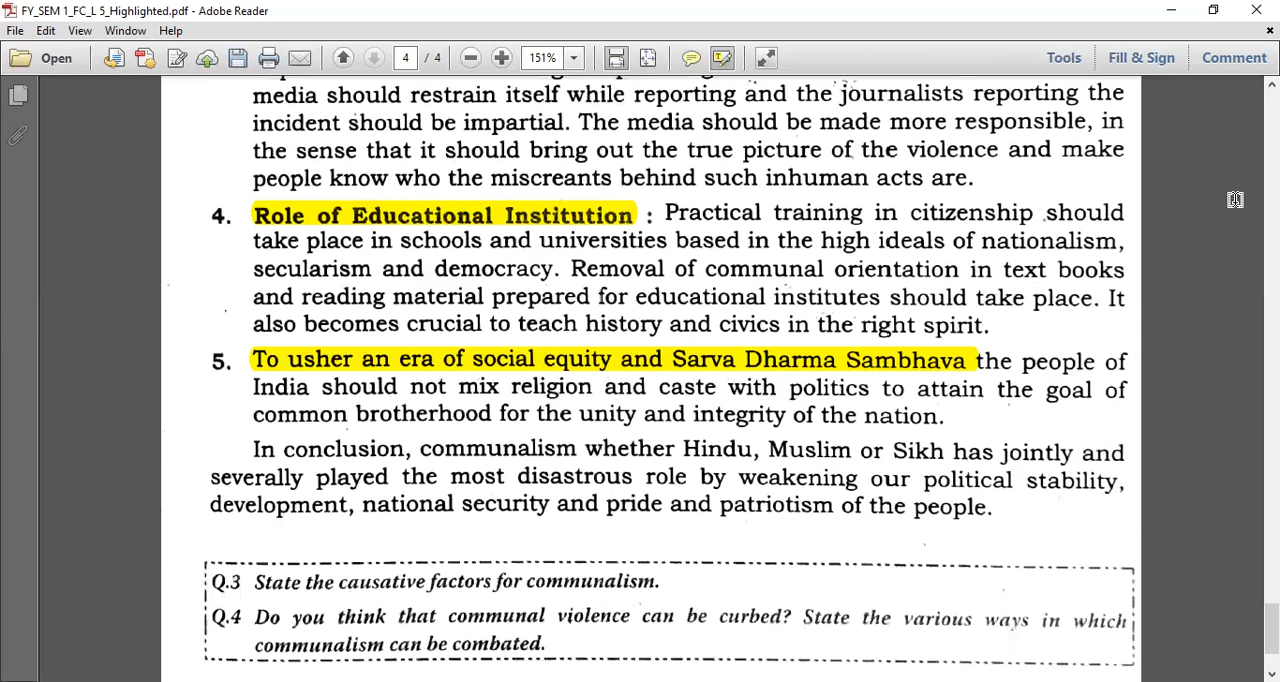 FY_SEM 1_FC_L 5_Highlighted.pdf - Adobe Reader
File Edit View Window Help
Open 4 / 4 151% Tools Fill & Sign Comment
media should restrain itself while reporting and the journalists reporting the
incident should be impartial. The media should be made more responsible, in
the sense that it should bring out the true picture of the violence and make
people know who the miscreants behind such inhuman acts are.
4. Role of Educational Institution : Practical training in citizenship should
take place in schools and universities based in the high ideals of nationalism,
secularism and democracy. Removal of communal orientation in text books
and reading material prepared for educational institutes should take place. It
also becomes crucial to teach history and civics in the right spirit.
5. To usher an era of social equity and Sarva Dharma Sambhava the people of
India should not mix religion and caste with politics to attain the goal of
common brotherhood for the unity and integrity of the nation.
In conclusion, communalism whether Hindu, Muslim or Sikh has jointly and
severally played the most disastrous role by weakening our political stability,
development, national security and pride and patriotism of the people.
Q.3 State the causative factors for communalism.
Q.4 Do you think that communal violence can be curbed? State the various ways in which
communalism can be combated.